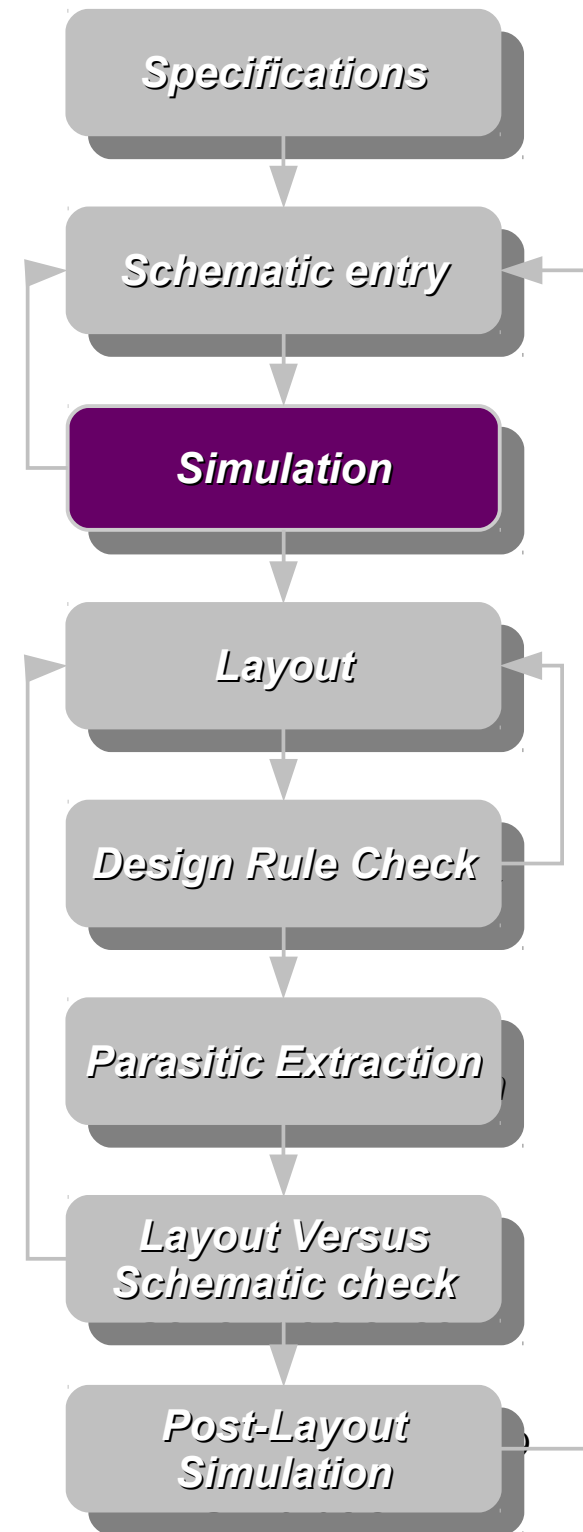 Specifications
Schematic entry
Simulation
Layout
Design Rule Check
Parasitic Extraction
Layout Versus
Schematic check
Post-Layout
Simulation